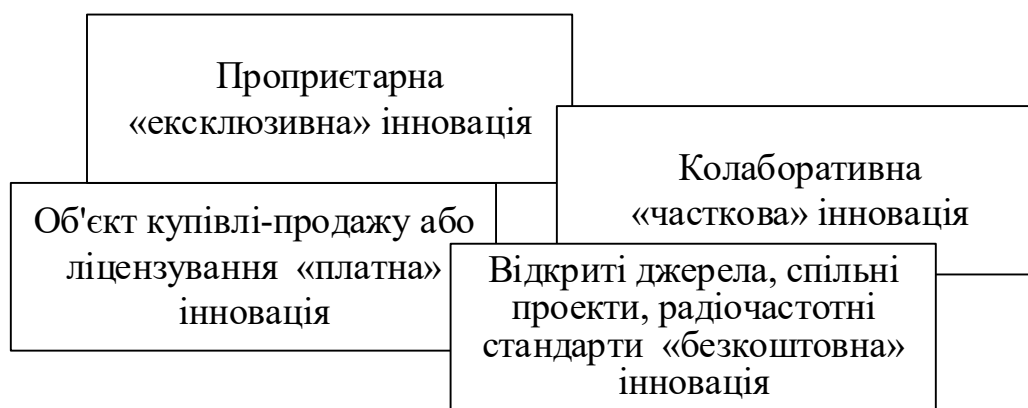 Проприєтарна
«ексклюзивна» інновація
Колаборативна
«часткова» інновація
Об'єкт купівлі-продажу або
ліцензування «платна»
інновація
Відкриті джерела, спільні
проекти, радіочастотні
стандарти «безкоштовна»
інновація